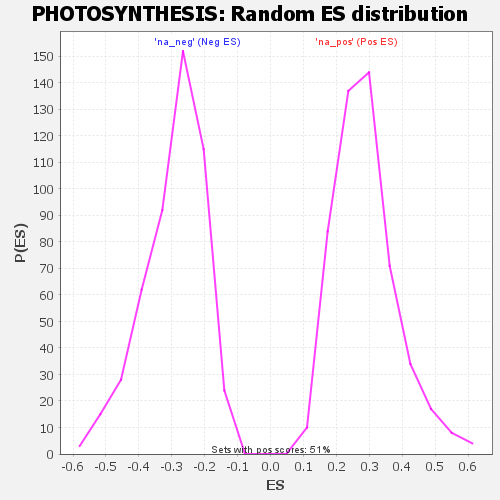 PHOTOSYNTHESIS: Random ES distribution
'na_neg' (Neg ES) 'na_pos' (Pos ES)
150
140
130
120
110
100
90
80
70
60
50
40
30
20
10
0
P(ES)
Sets with pos scores: 51%
-0.6 -0.5 -0.4 -0.3 -0.2 -0.1 0.0 0.1 0.2 0.3 0.4 0.5 0.6
ES